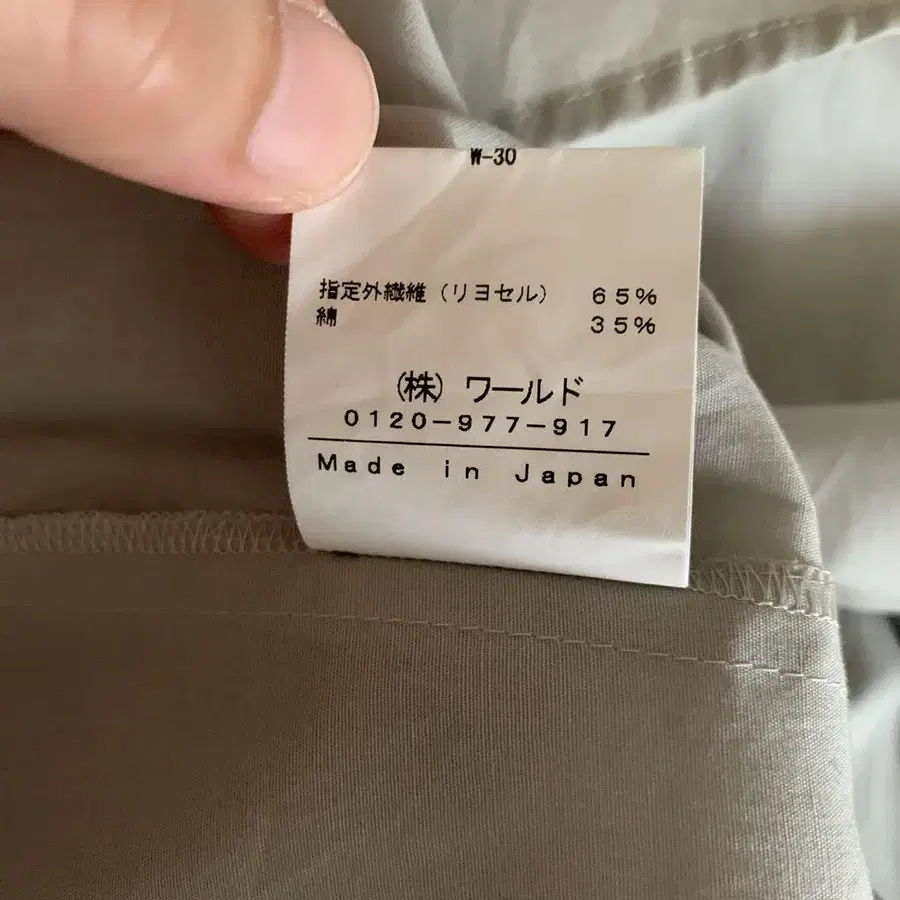 W-30
指定外繊維（リヨセル） 65%
綿 35%
（株）ワールド
0120-977-917
Made in Japan